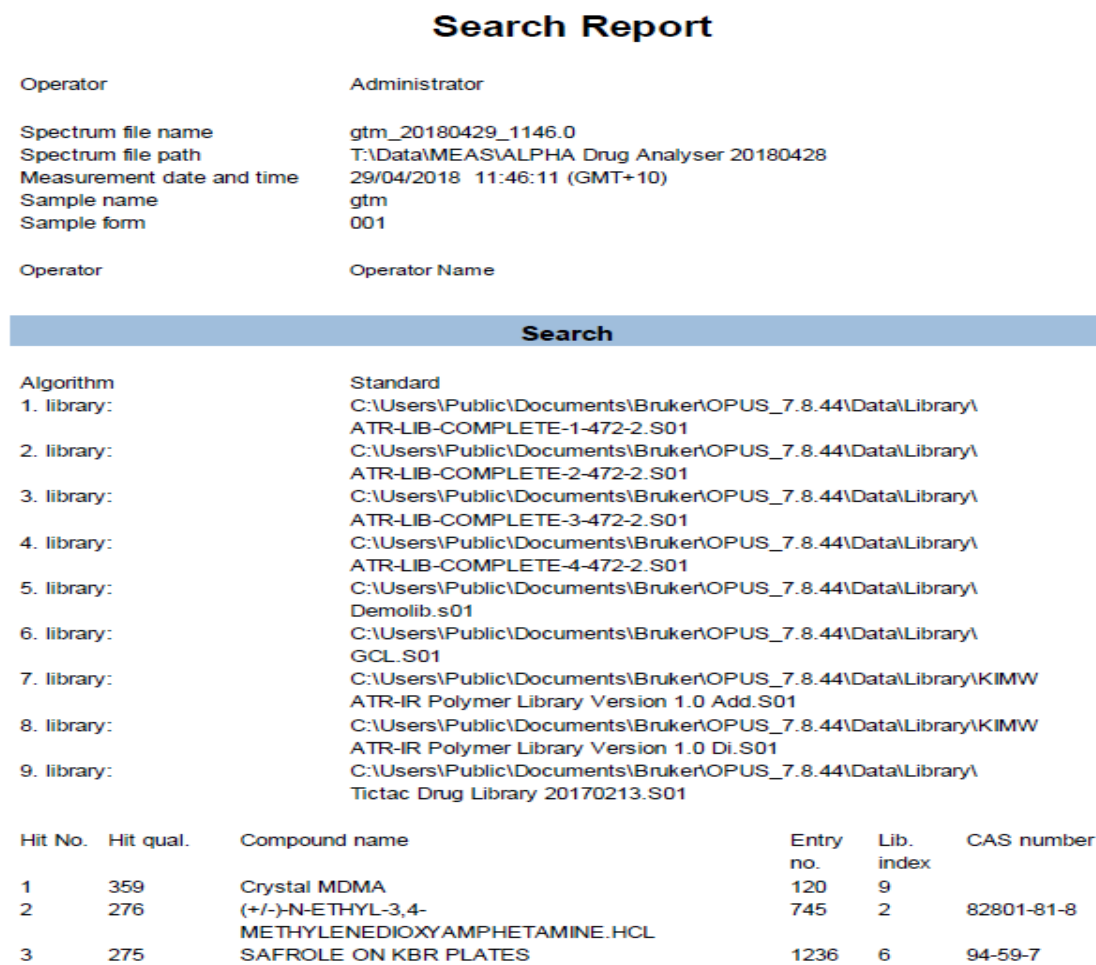 Search Report
Operator Administrator
Spectrum file name gtm_20180429_1146.0
Spectrum file path T:\Data\MEAS\ALPHA Drug Analyser 20180428
Measurement date and time 29/04/2018 11:46:11 (GMT+10)
Sample name gtm
Sample form 001
Operator Operator Name
Search
Algorithm Standard
1. library: C:\Users\Public\Documents\Bruker\OPUS_7.8.44\Data\Library\
ATR-LIB-COMPLETE-1-472-2.S01
2. library: C:\Users\Public\Documents\Bruker\OPUS_7.8.44\Data\Library\
ATR-LIB-COMPLETE-2-472-2.S01
3. library: C:\Users\Public\Documents\Bruker\OPUS_7.8.44\Data\Library\
ATR-LIB-COMPLETE-3-472-2.S01
4. library: C:\Users\Public\Documents\Bruker\OPUS_7.8.44\Data\Library\
ATR-LIB-COMPLETE-4-472-2.S01
5. library: C:\Users\Public\Documents\Bruker\OPUS_7.8.44\Data\Library\
Demolib.s01
6. library: C:\Users\Public\Documents\Bruker\OPUS_7.8.44\Data\Library\
GCL.S01
7. library: C:\Users\Public\Documents\Bruker\OPUS_7.8.44\Data\Library\KIMW
ATR-IR Polymer Library Version 1.0 Add.S01
8. library: C:\Users\Public\Documents\Bruker\OPUS_7.8.44\Data\Library\KIMW
ATR-IR Polymer Library Version 1.0 Di.S01
9. library: C:\Users\Public\Documents\Bruker\OPUS_7.8.44\Data\Library\
Tictac Drug Library 20170213.S01
Hit No. Hit qual. Compound name Entry Lib. CAS number
no. index
1 359 Crystal MDMA 120 9
2 276 (+/-)-N-ETHYL-3,4- 745 2 82801-81-8
METHYLENEDIOXYAMPHETAMINE.HCL
3 275 SAFROLE ON KBR PLATES 1236 6 94-59-7